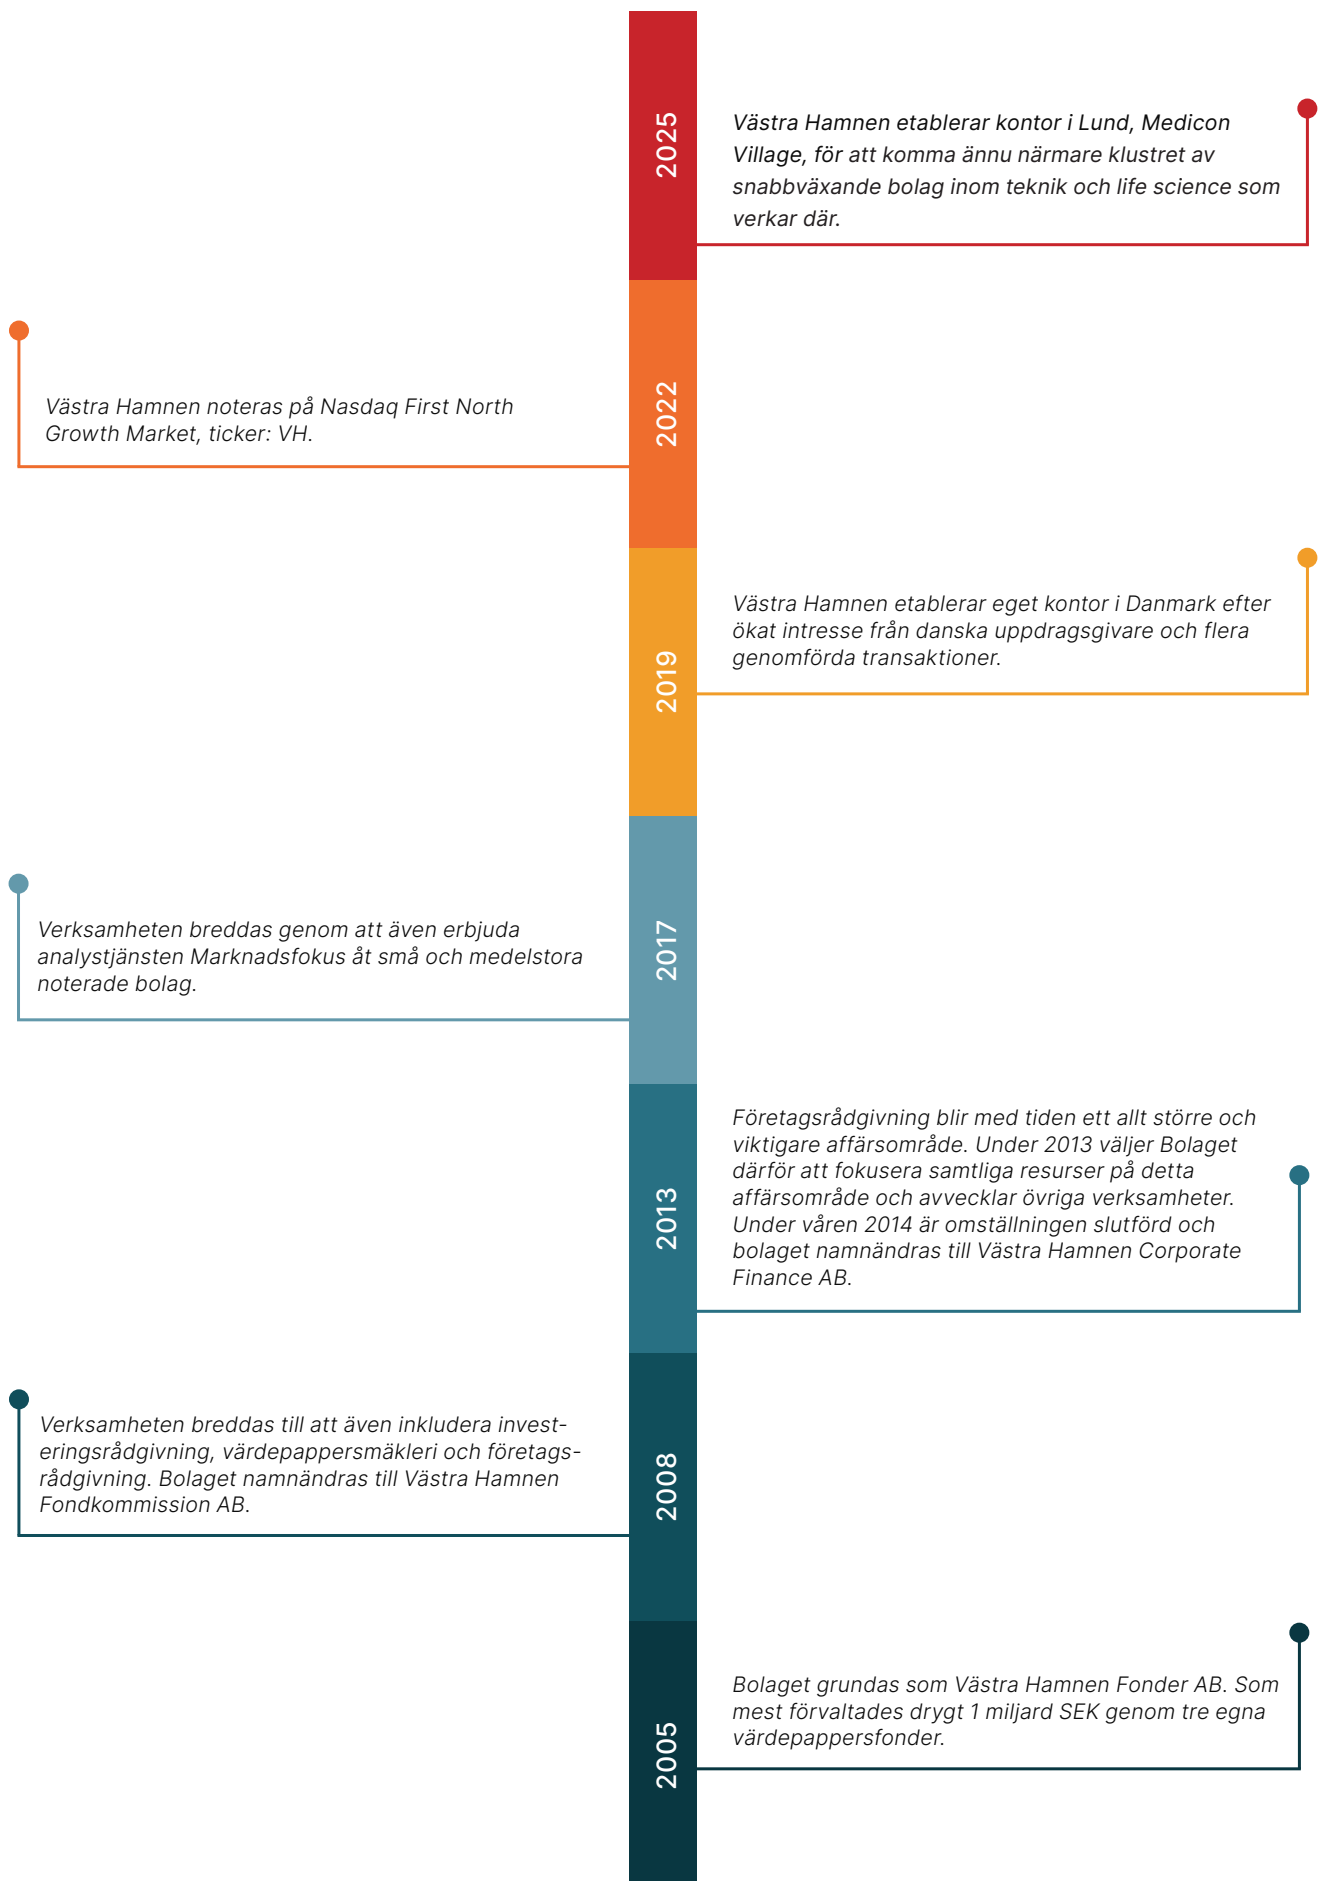 2025
Västra Hamnen etablerar kontor i Lund, Medicon
Village, för att komma ännu närmare klustret av
snabbväxande bolag inom teknik och life science som
verkar där.
2022
Västra Hamnen noteras på Nasdaq First North
Growth Market, ticker: VH.
2019
Västra Hamnen etablerar eget kontor i Danmark efter
ökat intresse från danska uppdragsgivare och flera
genomförda transaktioner.
2017
Verksamheten breddas genom att även erbjuda
analystjänsten Marknadsfokus åt små och medelstora
noterade bolag.
2013
Företagsrådgivning blir med tiden ett allt större och
viktigare affärsområde. Under 2013 väljer Bolaget
därför att fokusera samtliga resurser på detta
affärsområde och avvecklar övriga verksamheter.
Under våren 2014 är omställningen slutförd och
bolaget namnändras till Västra Hamnen Corporate
Finance AB.
2008
Verksamheten breddas till att även inkludera invest-
eringsrådgivning, värdepappersmäkleri och företags-
rådgivning. Bolaget namnändras till Västra Hamnen
Fondkommission AB.
2005
Bolaget grundas som Västra Hamnen Fonder AB. Som
mest förvaltades drygt 1 miljard SEK genom tre egna
värdepappersfonder.